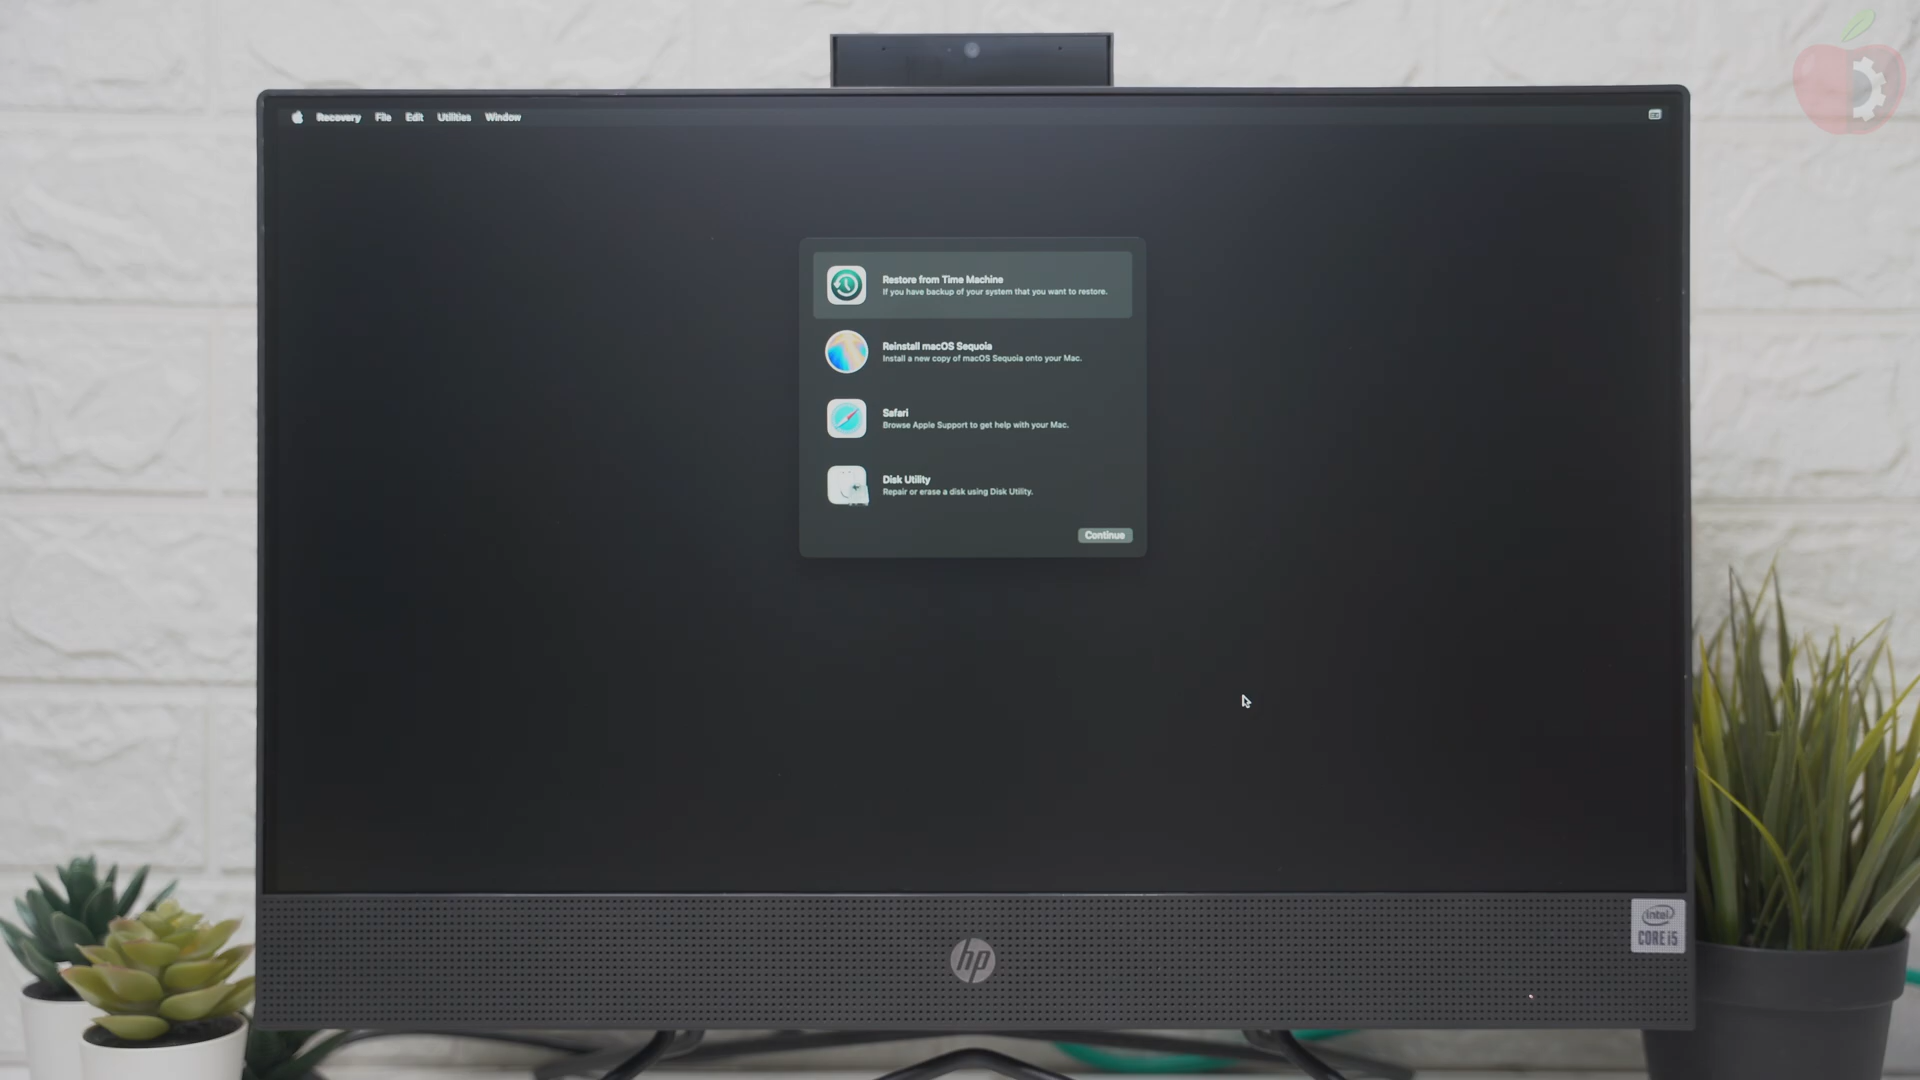 Recovery File Edit Utilities Window
Restore from Time Machine
If you have backup of your system that you want to restore.
Reinstall macOS Sequoia
Install a new copy of macOS Sequoia onto your Mac.
Safari
Browse Apple Support to get help with your Mac.
Disk Utility
Repair or erase a disk using Disk Utility.
Continue
hp
intel
CORE i5